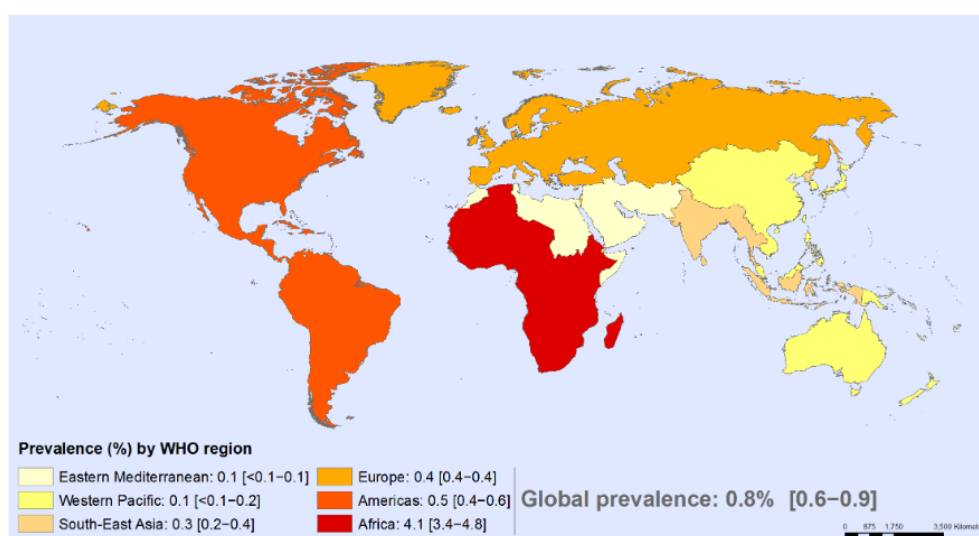 Prevalence (%) by WHO region
Eastern Mediterranean: 0.1 [<0.1−0.1]
Europe: 0.4 [0.4−0.4]
Western Pacific: 0.1 [<0.1−0.2]
Americas: 0.5 [0.4−0.6]
South-East Asia: 0.3 [0.2−0.4]
Africa: 4.1 [3.4−4.8]
Global prevalence: 0.8% [0.6−0.9]
0 875 1,750 3,500 Kilomet